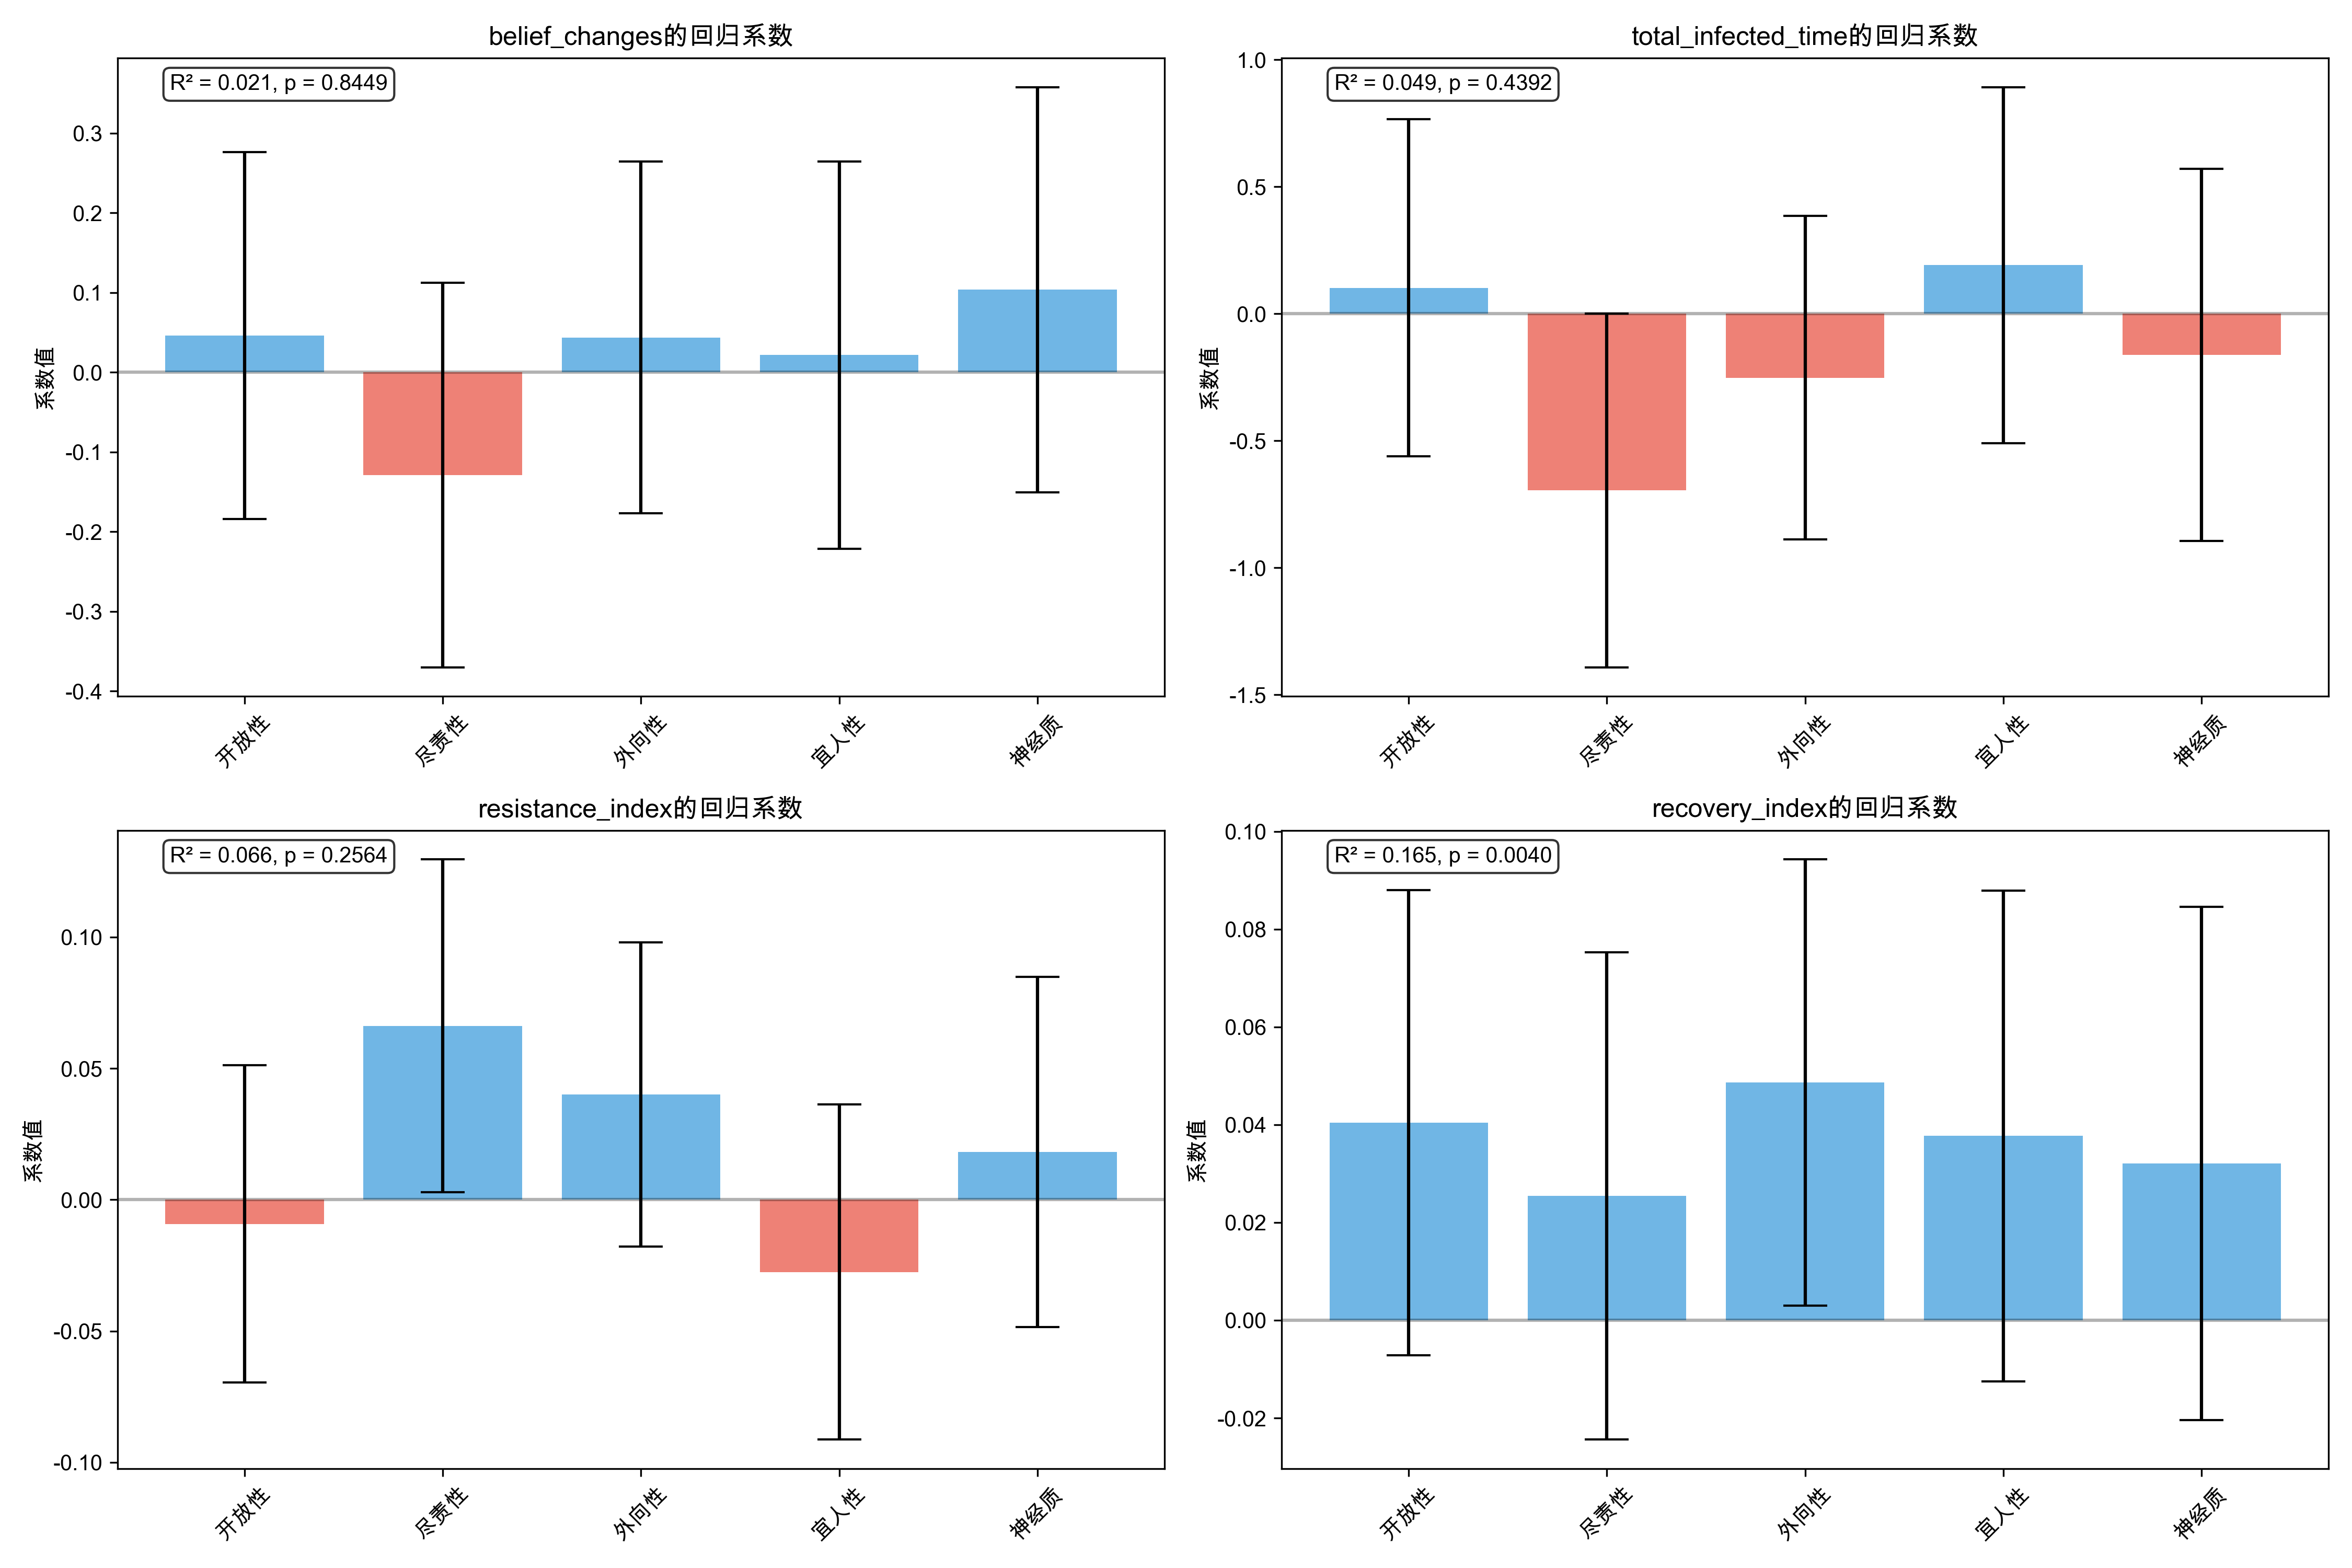 belief_changes的回归系数
R² = 0.021, p = 0.8449
系数值
0.3
0.2
0.1
0.0
-0.1
-0.2
-0.3
-0.4
开放性
尽责性
外向性
宜人性
神经质
total_infected_time的回归系数
R² = 0.049, p = 0.4392
系数值
1.0
0.5
0.0
-0.5
-1.0
-1.5
开放性
尽责性
外向性
宜人性
神经质
resistance_index的回归系数
R² = 0.066, p = 0.2564
系数值
0.10
0.05
0.00
-0.05
-0.10
开放性
尽责性
外向性
宜人性
神经质
recovery_index的回归系数
R² = 0.165, p = 0.0040
系数值
0.10
0.08
0.06
0.04
0.02
0.00
-0.02
开放性
尽责性
外向性
宜人性
神经质